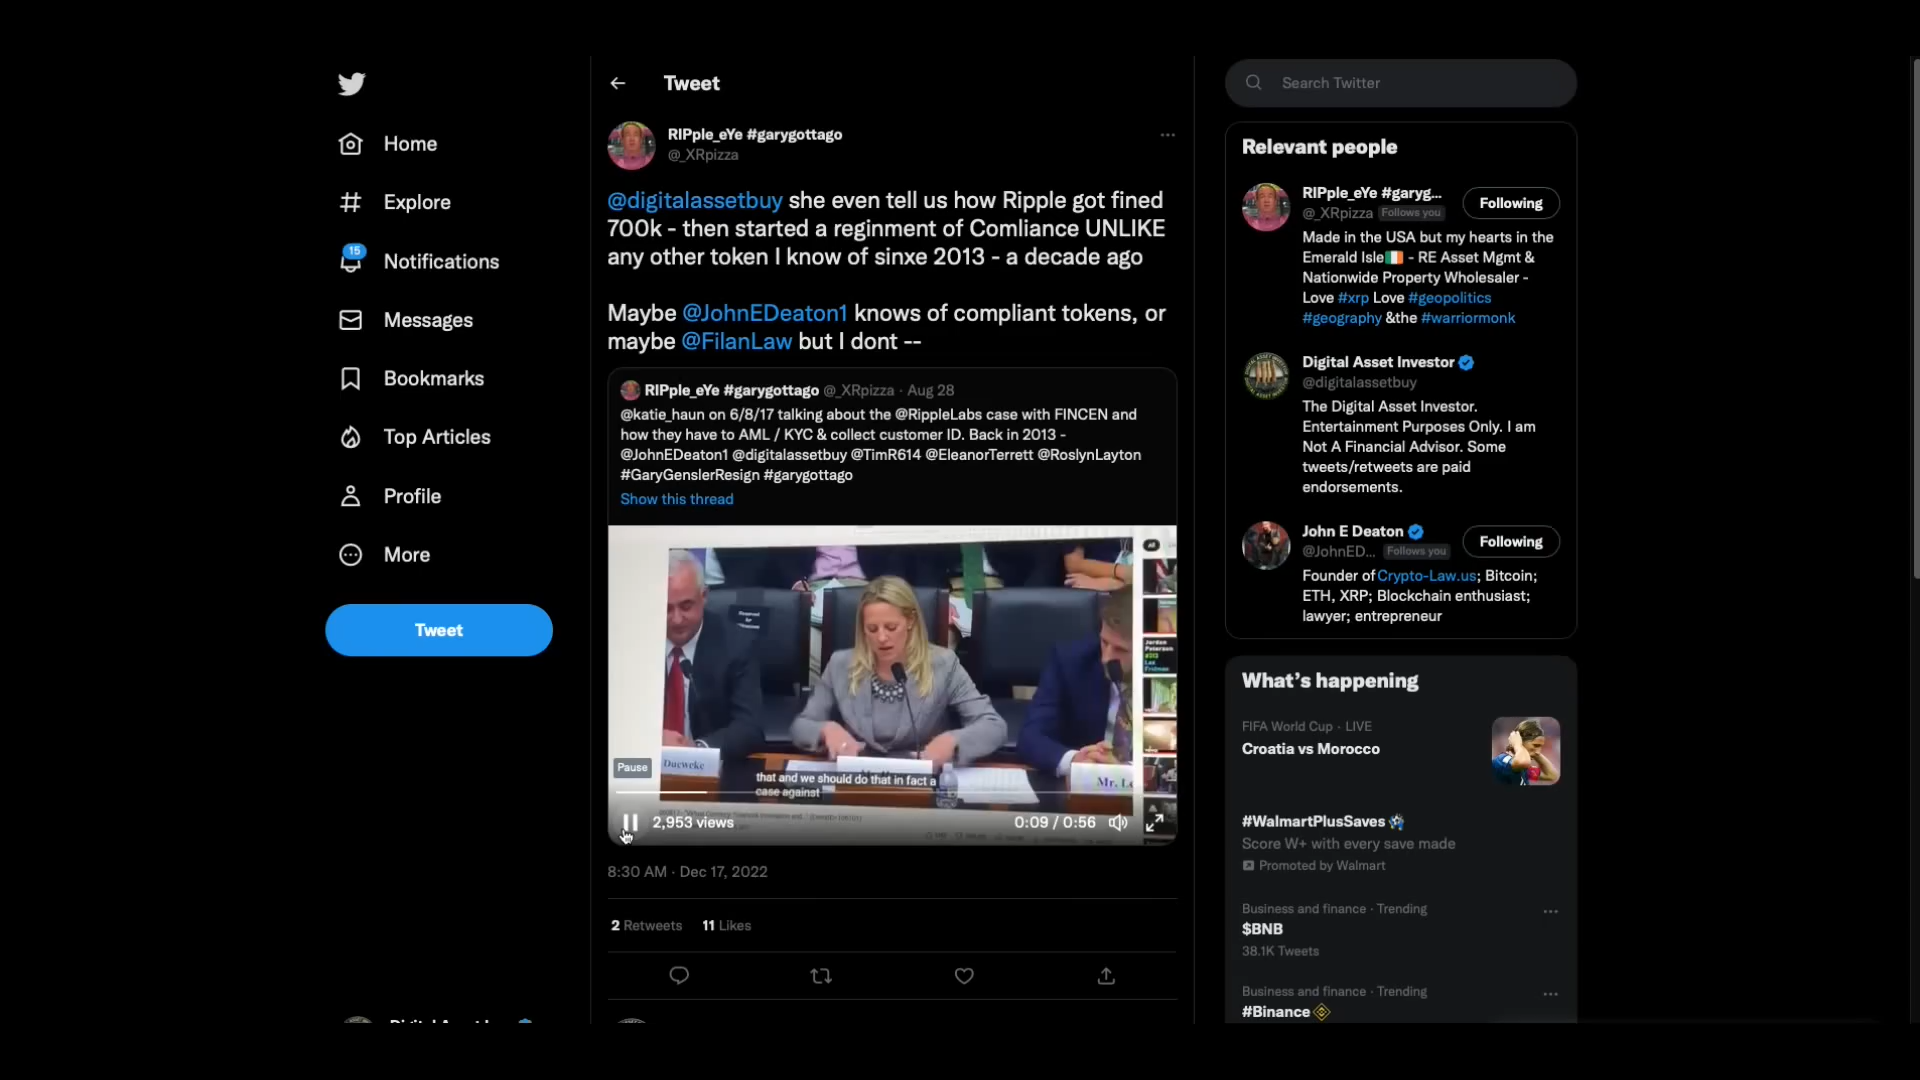 Home
Explore
15
Notifications
Messages
Bookmarks
Top Articles
Profile
More
Tweet
Tweet
RIPple_eYe #garygottago
@_XRpizza
@digitalassetbuy she even tell us how Ripple got fined
700k - then started a reginment of Comliance UNLIKE
any other token I know of sinxe 2013 - a decade ago
Maybe @JohnEDeaton1 knows of compliant tokens, or
maybe @FilanLaw but I dont --
RIPple_eYe #garygottago @_XRpizza · Aug 28
@katie_haun on 6/8/17 talking about the @RippleLabs case with FINCEN and
how they have to AML / KYC & collect customer ID. Back in 2013 -
@JohnEDeaton1 @digitalassetbuy @TimR614 @EleanorTerrett @RoslynLayton
#GaryGenslerResign #garygottago
Show this thread
All
Reserved
Jordan
Peterson
Lex
Fridman
Pause
Dueweke
that and we should do that in fact a
case against
Mr.
2,953 views
0:09 / 0:56
8:30 AM · Dec 17, 2022
2 Retweets 11 Likes
Search Twitter
Relevant people
RIPple_eYe #garyg...
@_XRpizza Follows you
Following
Made in the USA but my hearts in the
Emerald Isle🇮🇪 - RE Asset Mgmt &
Nationwide Property Wholesaler -
Love #xrp Love #geopolitics
#geography &the #warriormonk
Digital Asset Investor
@digitalassetbuy
The Digital Asset Investor.
Entertainment Purposes Only. I am
Not A Financial Advisor. Some
tweets/retweets are paid
endorsements.
John E Deaton
@JohnED... Follows you
Following
Founder of Crypto-Law.us; Bitcoin;
ETH, XRP; Blockchain enthusiast;
lawyer; entrepreneur
What's happening
FIFA World Cup · LIVE
Croatia vs Morocco
#WalmartPlusSaves
Score W+ with every save made
Promoted by Walmart
Business and finance · Trending
$BNB
38.1K Tweets
Business and finance · Trending
#Binance